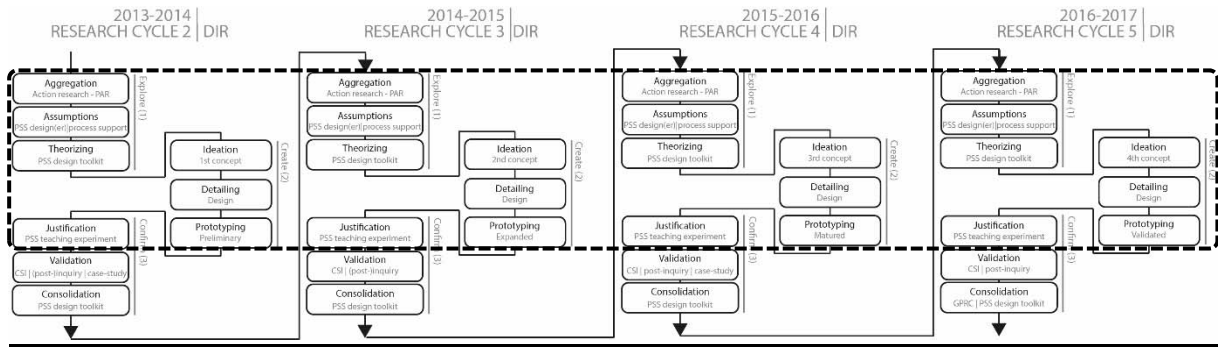 2013-2014
RESEARCH CYCLE 2 | DIR
Aggregation
Action research - PAR
Assumptions
PSS design(er)|process support
Theorizing
PSS design toolkit
Explore (1)
Ideation
1st concept
Detailing
Design
Prototyping
Preliminary
Create (2)
Justification
PSS teaching experiment
Validation
CSI | (post-)inquiry | case-study
Consolidation
PSS design toolkit
Confirm (3)
2014-2015
RESEARCH CYCLE 3 | DIR
Aggregation
Action research - PAR
Assumptions
PSS design(er)|process support
Theorizing
PSS design toolkit
Explore (1)
Ideation
2nd concept
Detailing
Design
Prototyping
Expanded
Create (2)
Justification
PSS teaching experiment
Validation
CSI | (post-)inquiry
Consolidation
PSS design toolkit
Confirm (3)
2015-2016
RESEARCH CYCLE 4 | DIR
Aggregation
Action research - PAR
Assumptions
PSS design(er)|process support
Theorizing
PSS design toolkit
Explore (1)
Ideation
3rd concept
Detailing
Design
Prototyping
Matured
Create (2)
Justification
PSS teaching experiment
Validation
CSI | (post-inquiry | case-study
Consolidation
PSS design toolkit
Confirm (3)
2016-2017
RESEARCH CYCLE 5 | DIR
Aggregation
Action research - PAR
Assumptions
PSS design(er)|process support
Theorizing
PSS design toolkit
Explore (1)
Ideation
4th concept
Detailing
Design
Prototyping
Validated
Create (2)
Justification
PSS teaching experiment
Validation
CSI | post-inquiry
Consolidation
GPRC | PSS design toolkit
Confirm (3)